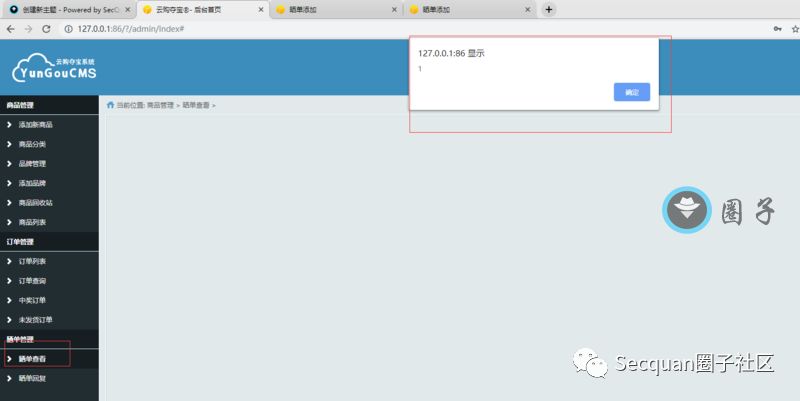 创建新主题 - Powered by SecQ
云购夺宝®- 后台首页
晒单添加
晒单添加
127.0.0.1:86/?/admin/index#
云购夺宝系统
YunGouCMS
127.0.0.1:86 显示
1
确定
当前位置: 商品管理 > 晒单查看 >
商品管理
添加新商品
商品分类
品牌管理
添加品牌
商品回收站
商品列表
订单管理
订单列表
订单查询
中奖订单
未发货订单
晒单管理
晒单查看
晒单回复
圈子
Secquan圈子社区